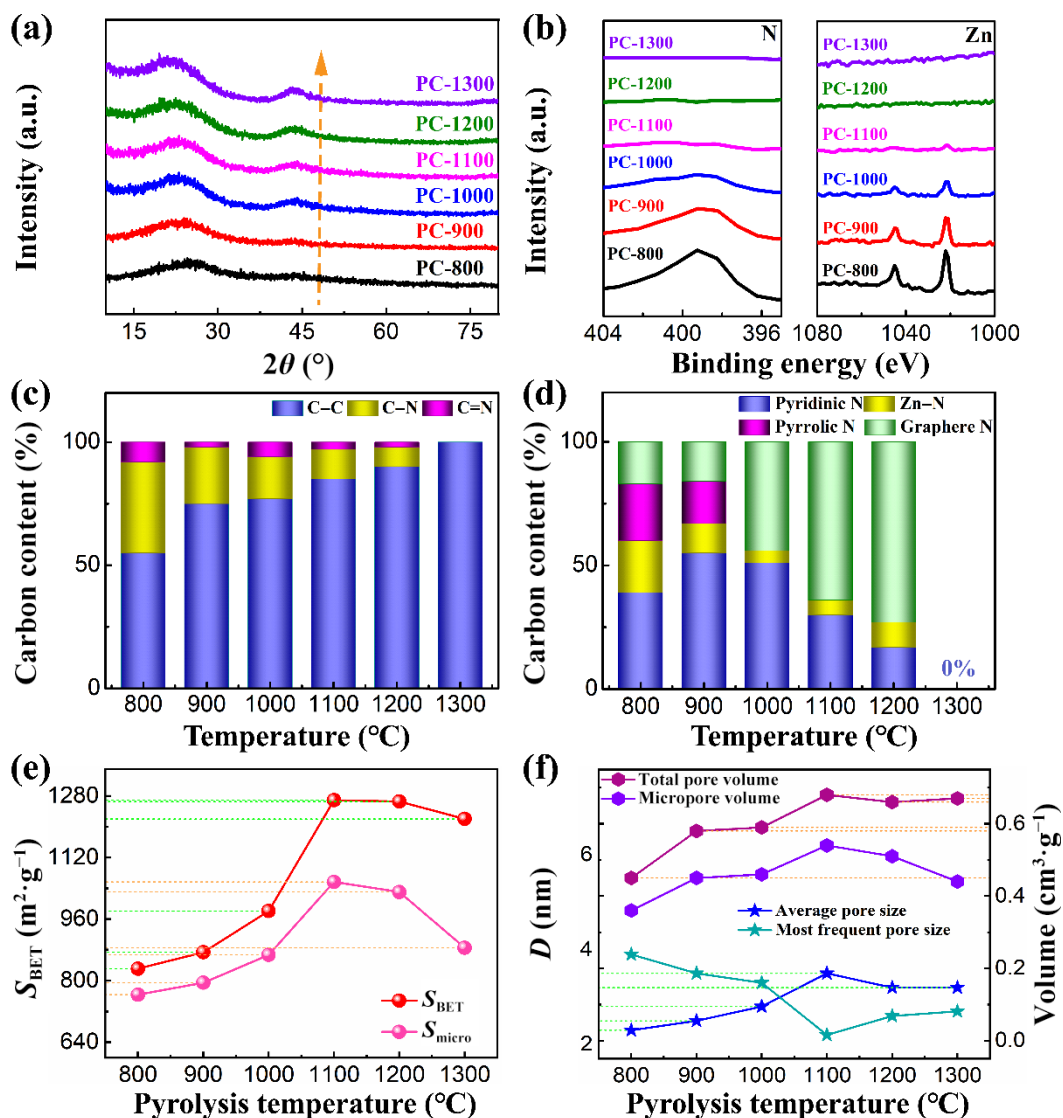 (a)
Intensity (a.u.)
PC-1300
PC-1200
PC-1100
PC-1000
PC-900
PC-800
15 30 45 60 75
2θ (°)
(b)
Intensity (a.u.)
N
PC-1300
PC-1200
PC-1100
PC-1000
PC-900
PC-800
404 400 396
Zn
PC-1300
PC-1200
PC-1100
PC-1000
PC-900
PC-800
1080 1040 1000
Binding energy (eV)
(c)
Carbon content (%)
C–C C–N C=N
100
50
0
800 900 1000 1100 1200 1300
Temperature (°C)
(d)
Carbon content (%)
Pyridinic N Zn–N
Pyrrolic N Graphere N
100
50
0
0%
800 900 1000 1100 1200 1300
Temperature (°C)
(e)
S_BET (m²·g⁻¹)
1280
1120
960
800
640
S_BET
S_micro
800 900 1000 1100 1200 1300
Pyrolysis temperature (°C)
(f)
D (nm)
Total pore volume
Micropore volume
Average pore size
Most frequent pore size
6
4
2
0.6
0.4
0.2
0.0
Volume (cm³·g⁻¹)
800 900 1000 1100 1200 1300
Pyrolysis temperature (°C)